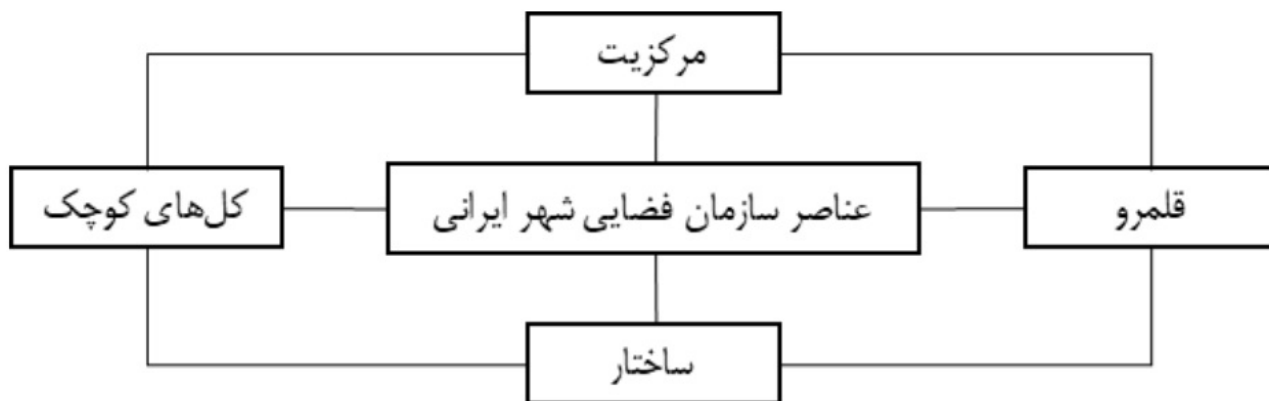 مرکزیت
قلمرو
عناصر سازمان فضایی شهر ایرانی
کل‌های کوچک
ساختار